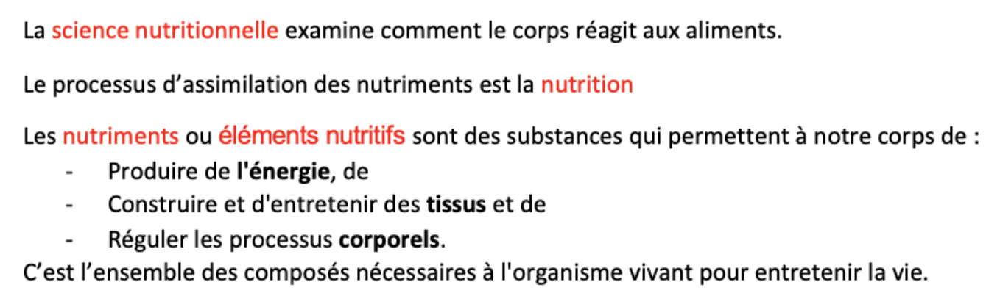 La science nutritionnelle examine comment le corps réagit aux aliments.
Le processus d’assimilation des nutriments est la nutrition
Les nutriments ou éléments nutritifs sont des substances qui permettent à notre corps de :
- Produire de l'énergie, de
- Construire et d'entretenir des tissus et de
- Réguler les processus corporels.
C’est l’ensemble des composés nécessaires à l'organisme vivant pour entretenir la vie.